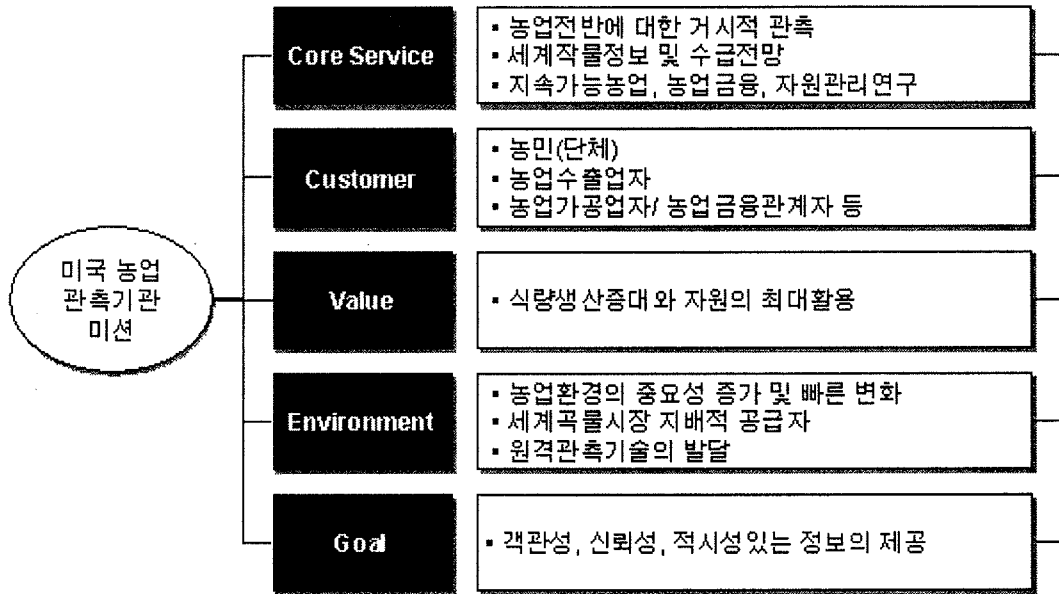 미국 농업
관측기관
미션
Core Service
▪ 농업전반에 대한 거시적 관측
▪ 세계작물정보 및 수급전망
▪ 지속가능농업, 농업금융, 자원관리연구
Customer
▪ 농민(단체)
▪ 농업수출업자
▪ 농업가공업자/ 농업금융관계자 등
Value
▪ 식량생산증대와 자원의 최대활용
Environment
▪ 농업환경의 중요성 증가 및 빠른 변화
▪ 세계곡물시장 지배적 공급자
▪ 원격관측기술의 발달
Goal
▪ 객관성, 신뢰성, 적시성있는 정보의 제공